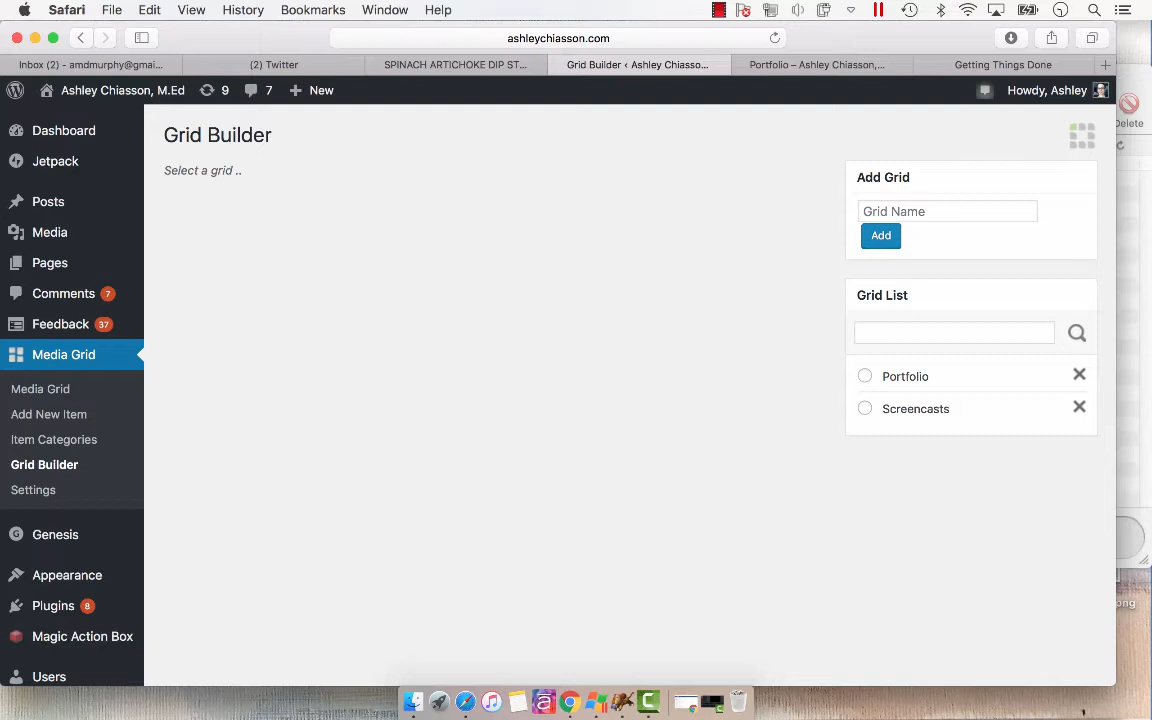 Safari File Edit View History Bookmarks Window Help
ashleychiasson.com
Inbox (2) - amdmurphy@gmai...
(2) Twitter
SPINACH ARTICHOKE DIP ST...
Grid Builder ‹ Ashley Chiasso...
Portfolio – Ashley Chiasson,...
Getting Things Done
Ashley Chiasson, M.Ed 9 7 New
Howdy, Ashley
Delete
Dashboard
Jetpack
Posts
Media
Pages
Comments 7
Feedback 37
Media Grid
Media Grid
Add New Item
Item Categories
Grid Builder
Settings
Genesis
Appearance
Plugins 8
Magic Action Box
Users
Grid Builder
Select a grid ..
Add Grid
Grid Name
Add
Grid List
Portfolio
Screencasts
png